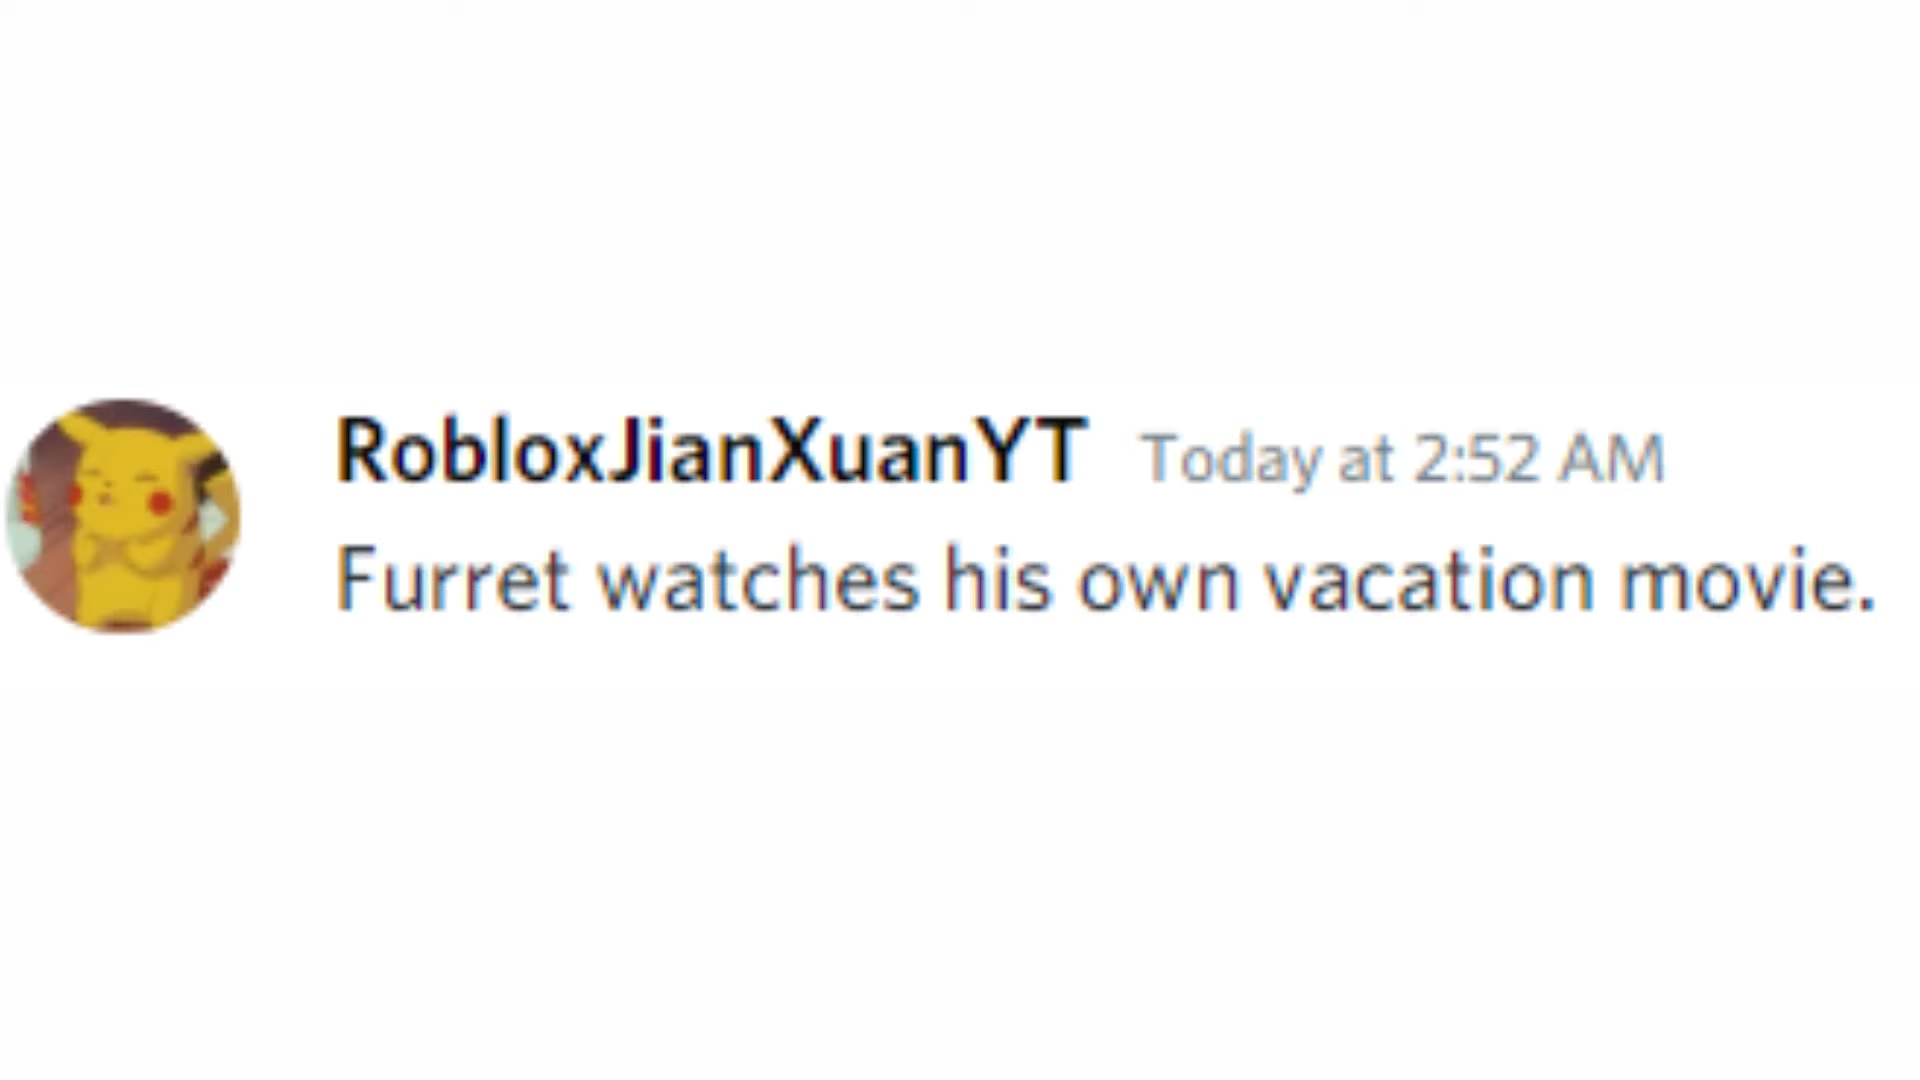 RobloxJianXuanYT Today at 2:52 AM
Furret watches his own vacation movie.